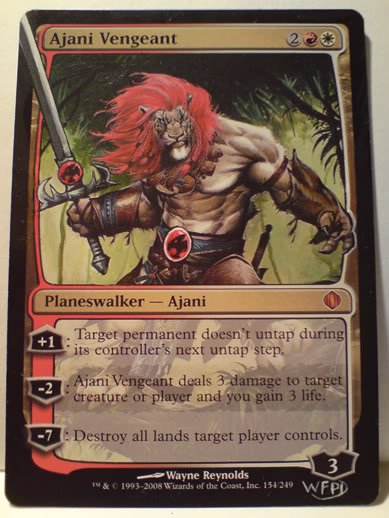 Ajani Vengeant 2
Planeswalker — Ajani
+1 : Target permanent doesn't untap during
its controller's next untap step.
-2 : Ajani Vengeant deals 3 damage to target
creature or player and you gain 3 life.
-7 : Destroy all lands target player controls.
3
Wayne Reynolds
™ & © 1993–2008 Wizards of the Coast, Inc. 154/249
WFPI